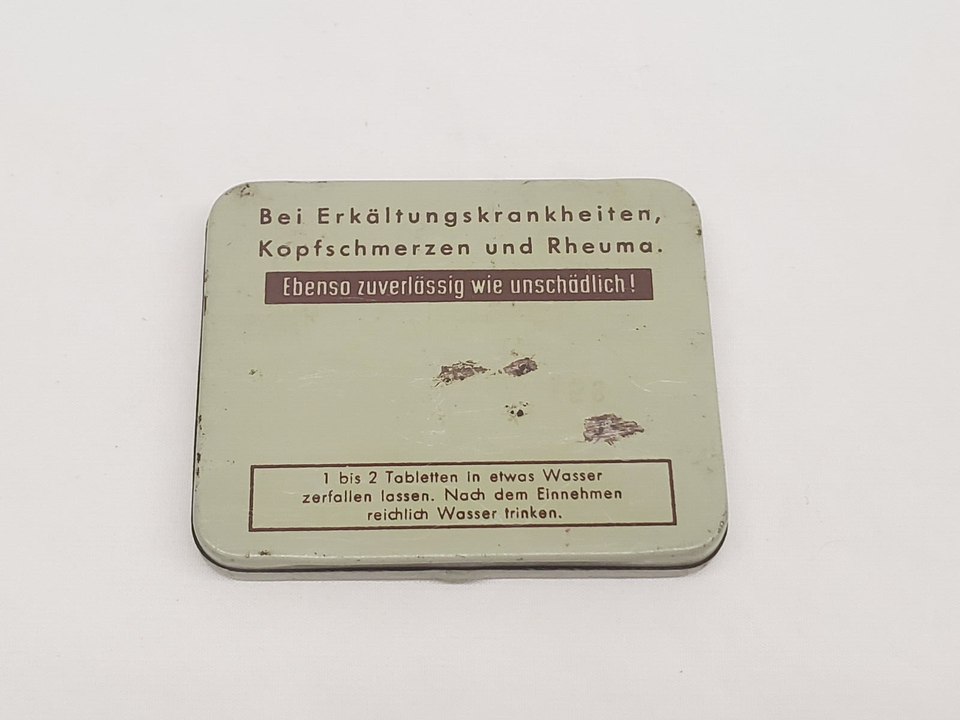 Bei Erkältungskrankheiten,
Kopfschmerzen und Rheuma.
Ebenso zuverlässig wie unschädlich!
1 bis 2 Tabletten in etwas Wasser
zerfallen lassen. Nach dem Einnehmen
reichlich Wasser trinken.